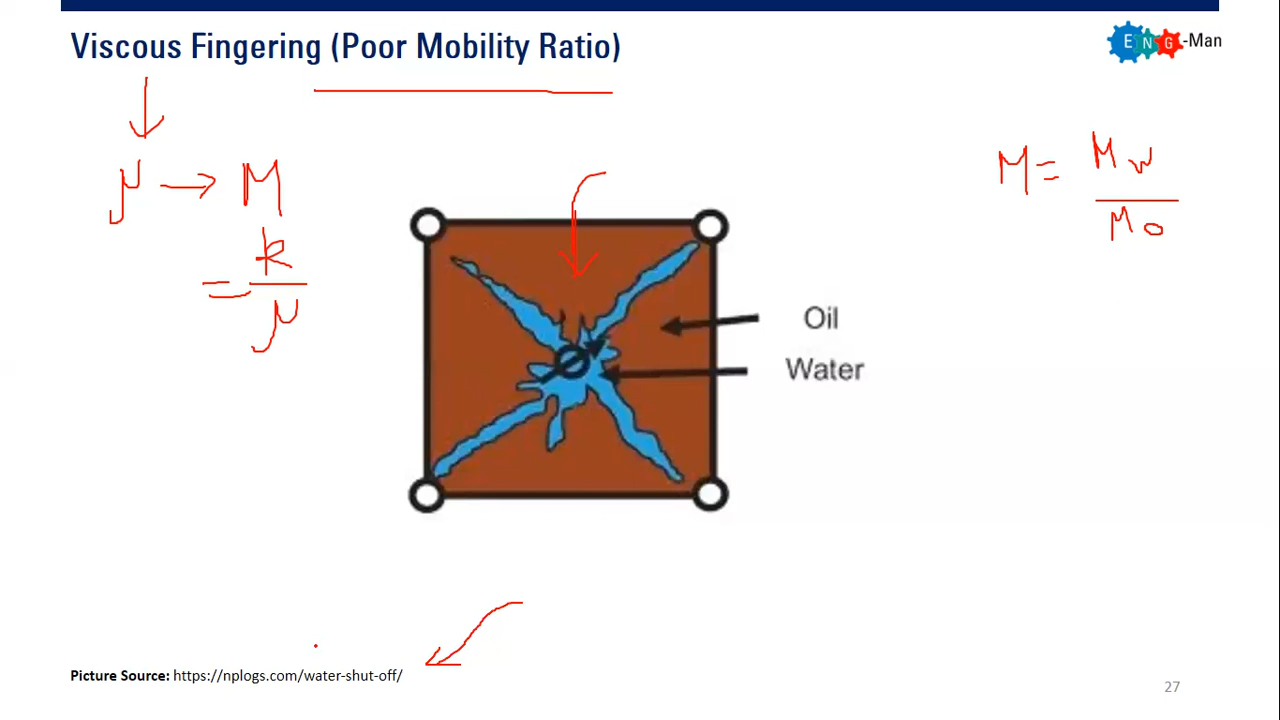 Viscous Fingering (Poor Mobility Ratio)
ENG-Man
μ → M
= k / μ
M = Mw / Mo
Oil
Water
Picture Source: https://nplogs.com/water-shut-off/
27